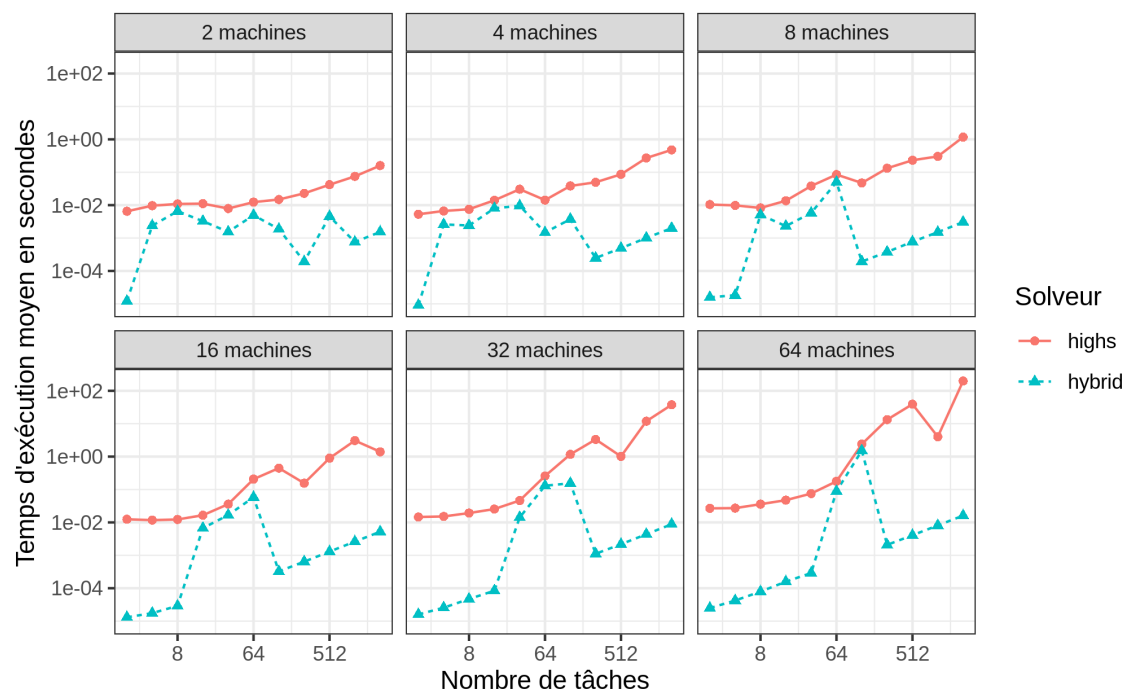 2 machines
4 machines
8 machines
1e+02
1e+00
1e-02
1e-04
16 machines
32 machines
64 machines
1e+02
1e+00
1e-02
1e-04
8
64
512
8
64
512
8
64
512
Nombre de tâches
Temps d'exécution moyen en secondes
Solveur
highs
hybrid